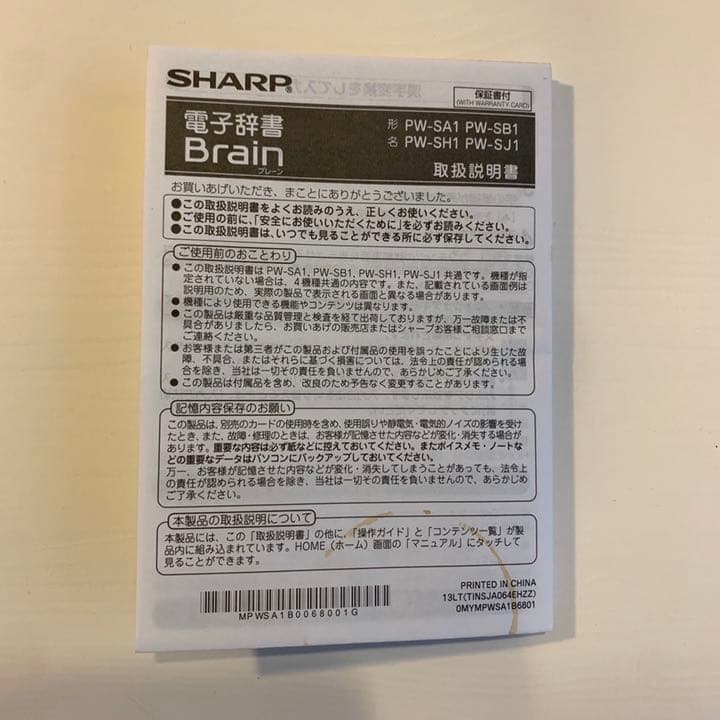 SHARP®
保証書付
(WITH WARRANTY CARD)
電子辞書
Brain
ブレーン
形 PW-SA1 PW-SB1
名 PW-SH1 PW-SJ1
取扱説明書
お買いあげいただき、まことにありがとうございました。
●この取扱説明書をよくお読みのうえ、正しくお使いください。
●ご使用の前に、「安全にお使いいただくために」を必ずお読みください。
●この取扱説明書は、いつでも見ることができる所に必ず保存してください。
ご使用前のおことわり
● この取扱説明書は PW-SA1, PW-SB1, PW-SH1, PW-SJ1 共通です。機種が指
定されていない場合は、4機種共通の内容です。また、記載されている画面例は
説明用のため、実際の製品で表示される画面と異なる場合があります。
● 機種により使用できる機能やコンテンツは異なります。
● この製品は厳重な品質管理と検査を経て出荷しておりますが、万一故障または不
具合がありましたら、お買いあげの販売店またはシャープお客様ご相談窓口まで
ご連絡ください。
● お客様または第三者がこの製品および付属品の使用を誤ったことにより生じた故
障、不具合、またはそれらに基づく損害については、法令上の責任が認められる場
合を除き、当社は一切その責任を負いませんので、あらかじめご了承ください。
● この製品は付属品を含め、改良のため予告なく変更することがあります。
記憶内容保存のお願い
この製品は、別売のカードの使用時を含め、使用誤りや静電気・電気的ノイズの影響を受け
たとき、また、故障・修理のときは、お客様が記憶させた内容などが変化・消失する場合が
あります。重要な内容は必ず紙などに控えておいてください。またボイスメモ・ノートな
どの重要なデータはパソコンにバックアップしておいてください。
万一、お客様が記憶させた内容などが変化・消失してしまうことがあっても、法令上
の責任が認められる場合を除き、当社は一切その責任を負いませんので、あらかじめ
ご了承ください。
本製品の取扱説明について
本製品には、この「取扱説明書」の他に、「操作ガイド」と「コンテンツ一覧」が製
品内に組み込まれています。HOME（ホーム）画面の「マニュアル」にタッチして
見ることができます。
MPWSA1B0068001G
PRINTED IN CHINA
13LT(TINSJA064EHZZ)
0MYMPWSA1B6801